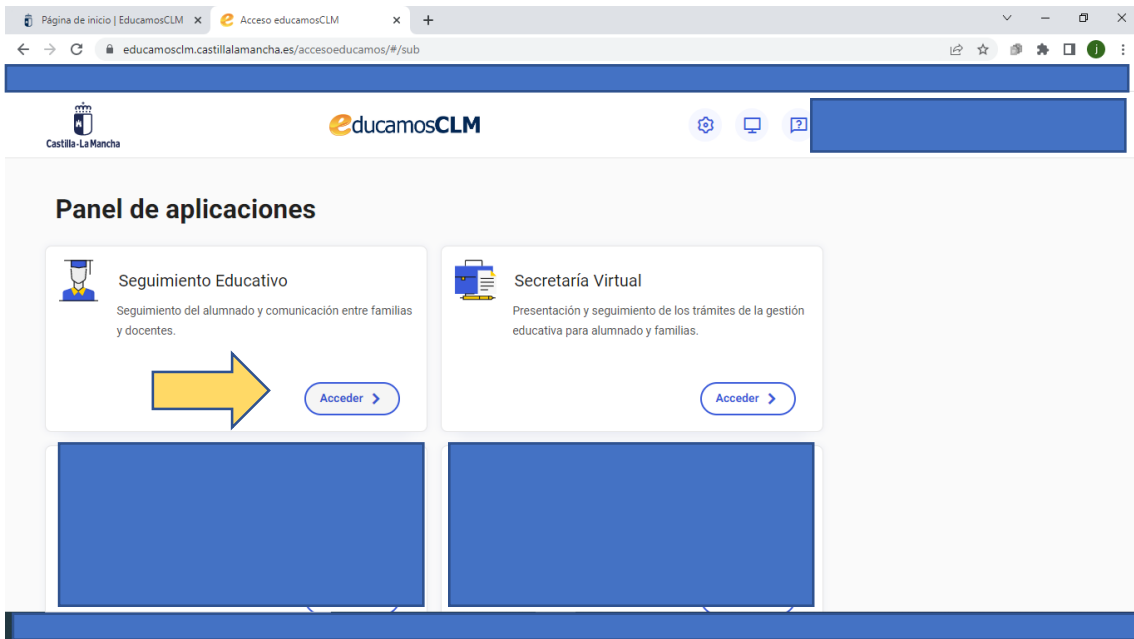 Página de inicio | EducamosCLM
Acceso educamosCLM
educamosclm.castillalamancha.es/accesoeducamos/#/sub
j
Castilla-La Mancha
educamosCLM
Panel de aplicaciones
Seguimiento Educativo
Seguimiento del alumnado y comunicación entre familias
y docentes.
Acceder
Secretaría Virtual
Presentación y seguimiento de los trámites de la gestión
educativa para alumnado y familias.
Acceder